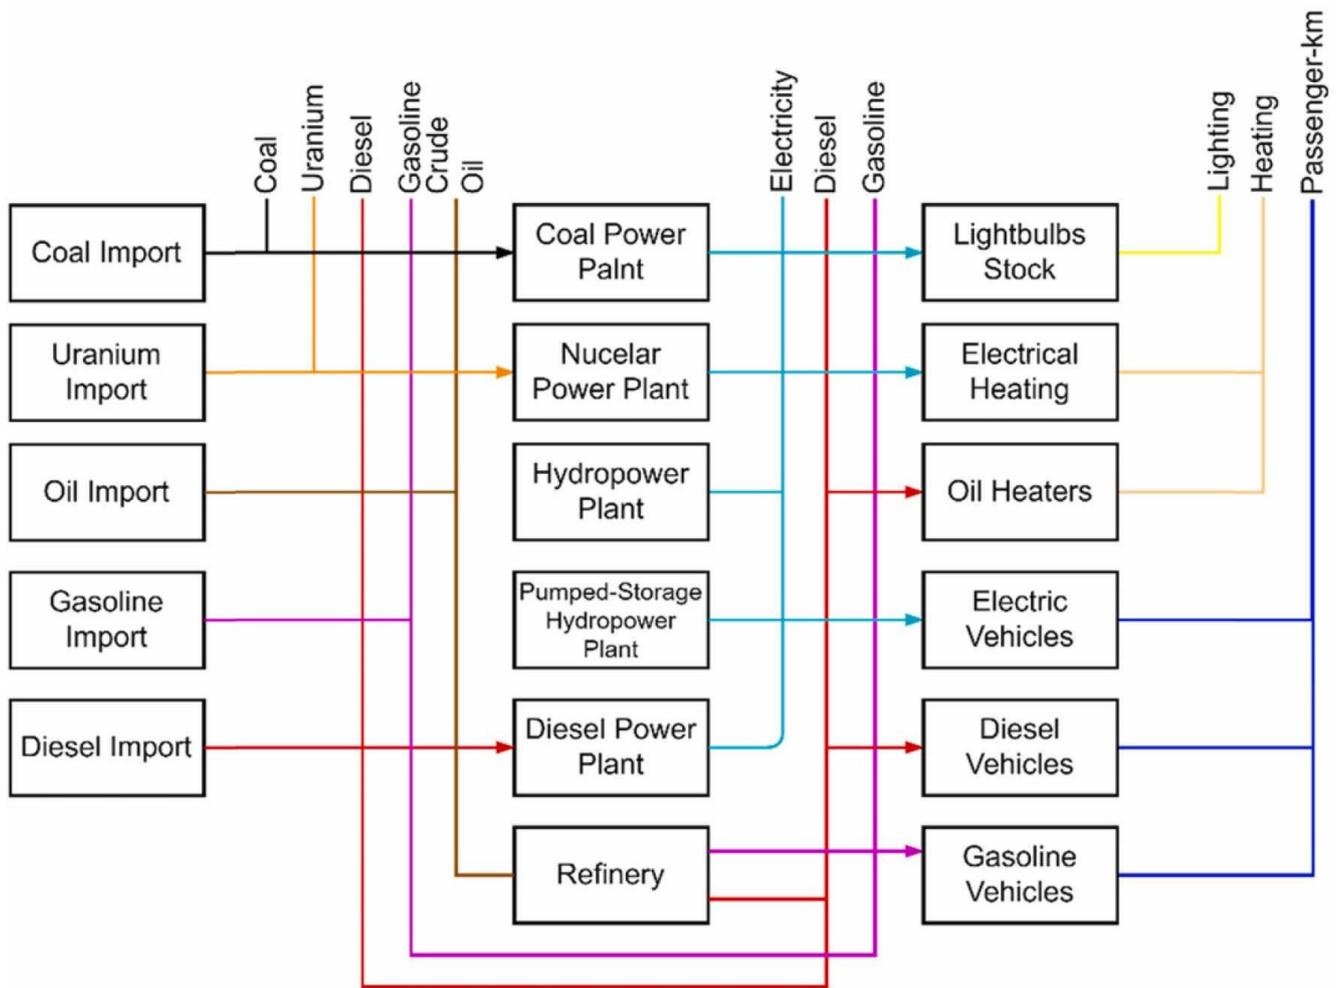 Coal
Uranium
Diesel
Gasoline
Crude
Oil
Electricity
Diesel
Gasoline
Lighting
Heating
Passenger-km
Coal Import
Coal Power
Palnt
Lightbulbs
Stock
Uranium
Import
Nucelar
Power Plant
Electrical
Heating
Oil Import
Hydropower
Plant
Oil Heaters
Gasoline
Import
Pumped-Storage
Hydropower
Plant
Electric
Vehicles
Diesel Import
Diesel Power
Plant
Diesel
Vehicles
Refinery
Gasoline
Vehicles